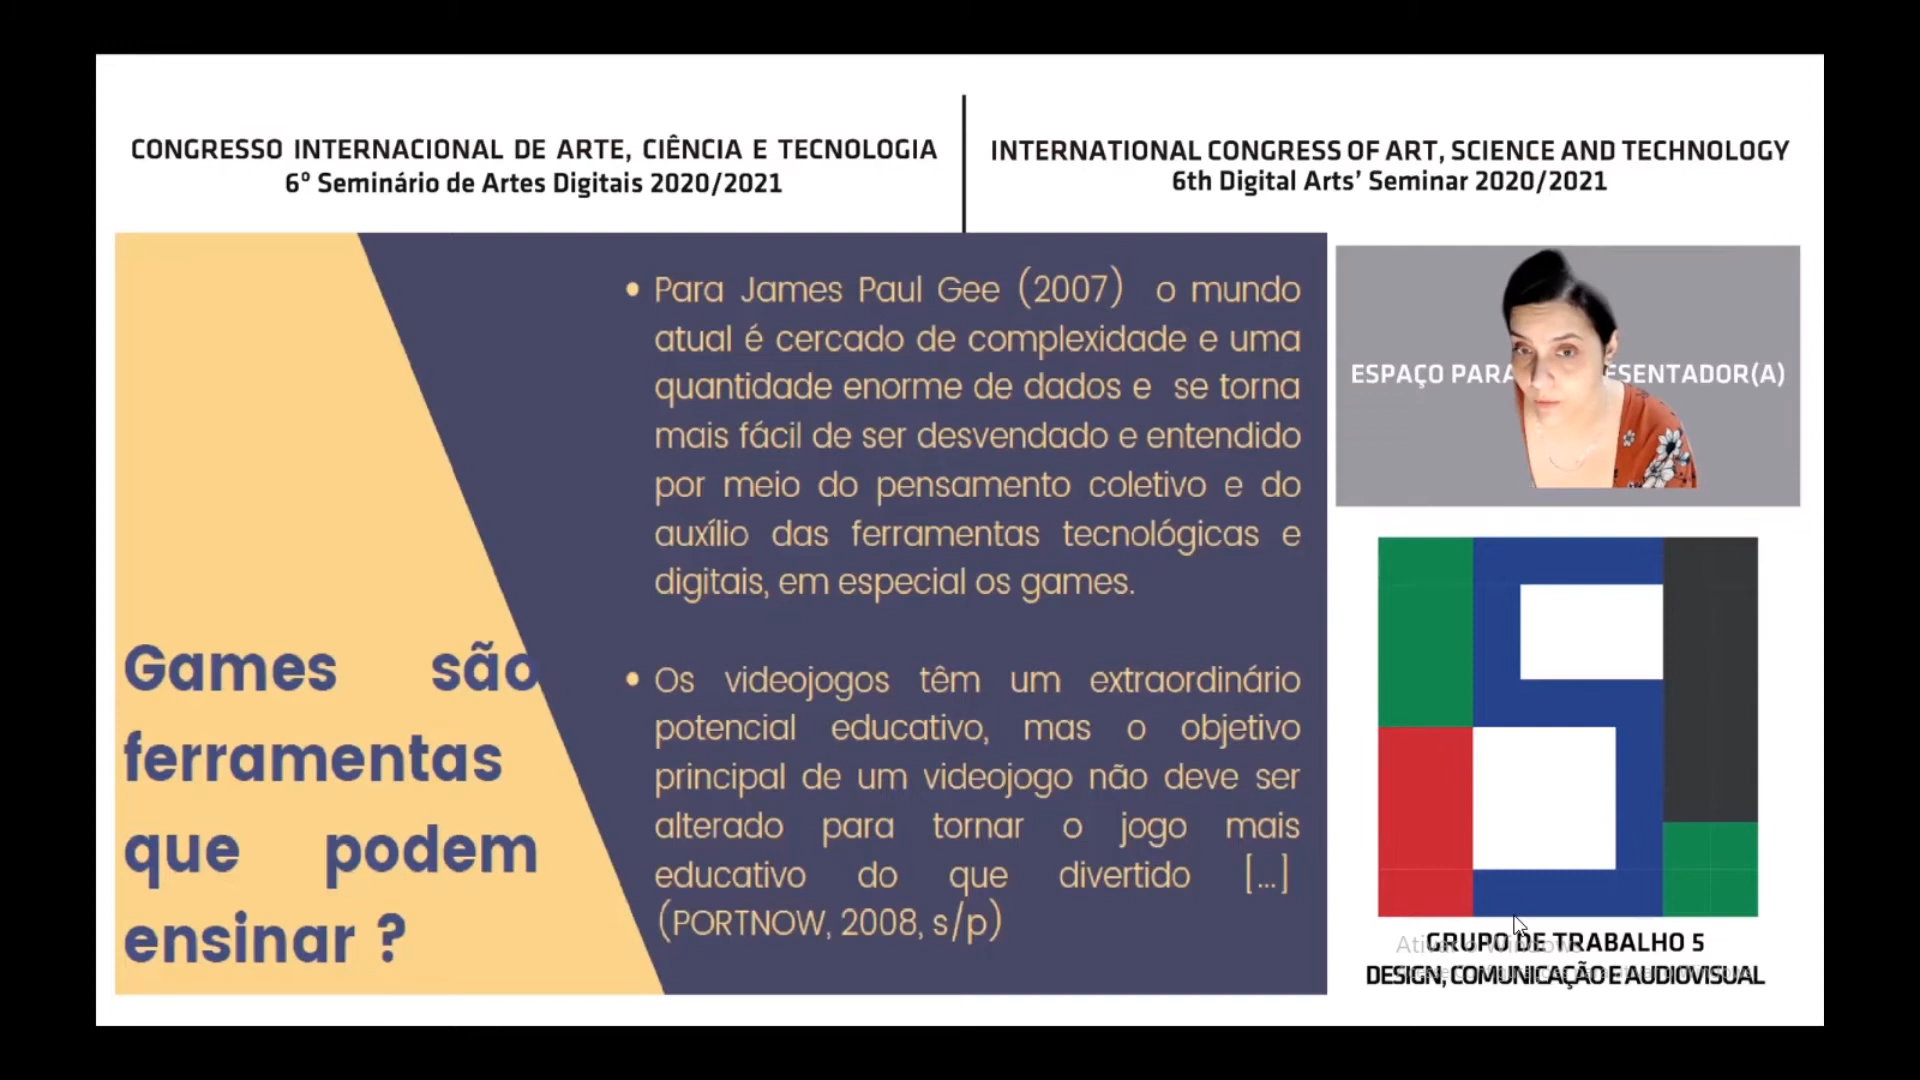 CONGRESSO INTERNACIONAL DE ARTE, CIÊNCIA E TECNOLOGIA
6º Seminário de Artes Digitais 2020/2021
INTERNATIONAL CONGRESS OF ART, SCIENCE AND TECHNOLOGY
6th Digital Arts’ Seminar 2020/2021
Games são
ferramentas
que podem
ensinar ?
• Para James Paul Gee (2007) o mundo
atual é cercado de complexidade e uma
quantidade enorme de dados e se torna
mais fácil de ser desvendado e entendido
por meio do pensamento coletivo e do
auxílio das ferramentas tecnológicas e
digitais, em especial os games.
• Os videojogos têm um extraordinário
potencial educativo, mas o objetivo
principal de um videojogo não deve ser
alterado para tornar o jogo mais
educativo do que divertido [...]
(PORTNOW, 2008, s/p)
ESPAÇO PARA ESENTADOR(A)
GRUPO DE TRABALHO 5
DESIGN, COMUNICAÇÃO E AUDIOVISUAL
Ativar o Windows